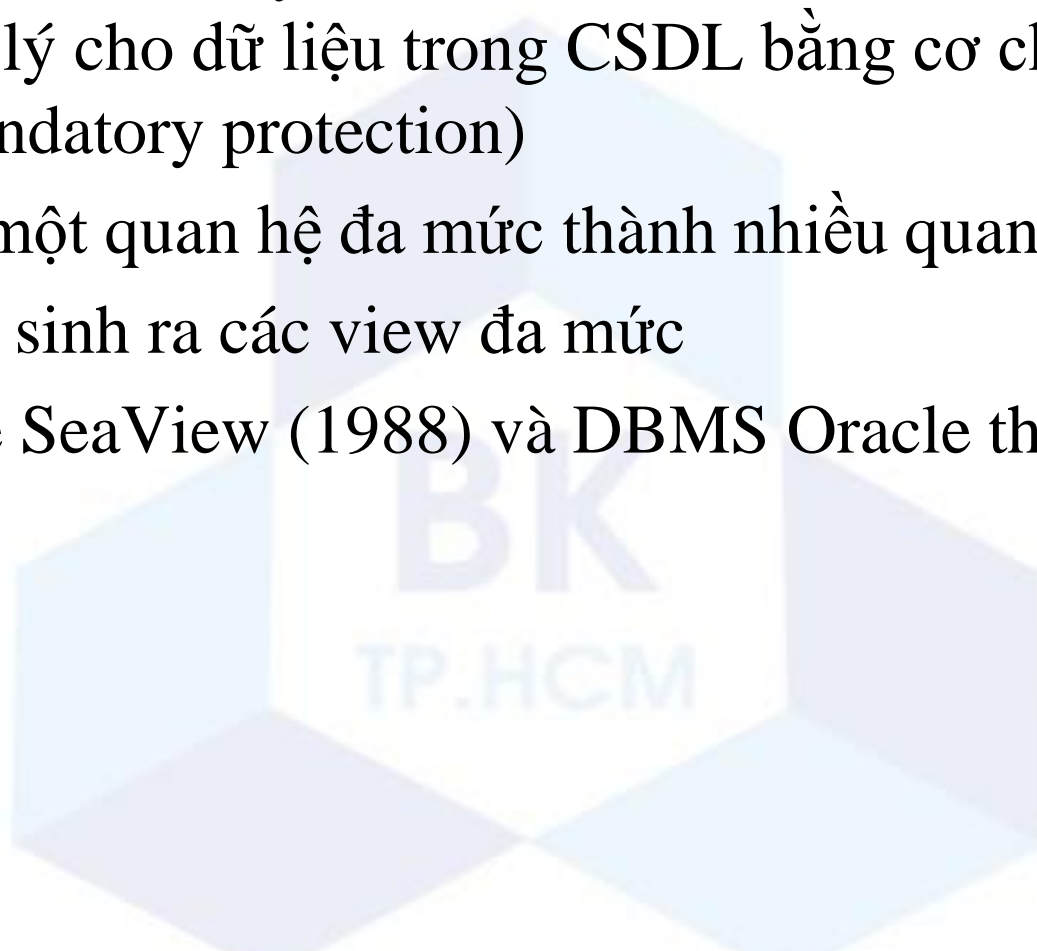 lý cho dữ liệu trong CSDL bằng cơ
ndatory protection)
một quan hệ đa mức thành nhiều quan
sinh ra các view đa mức
SeaView (1988) và DBMS Oracle th
BK
TP.HCM